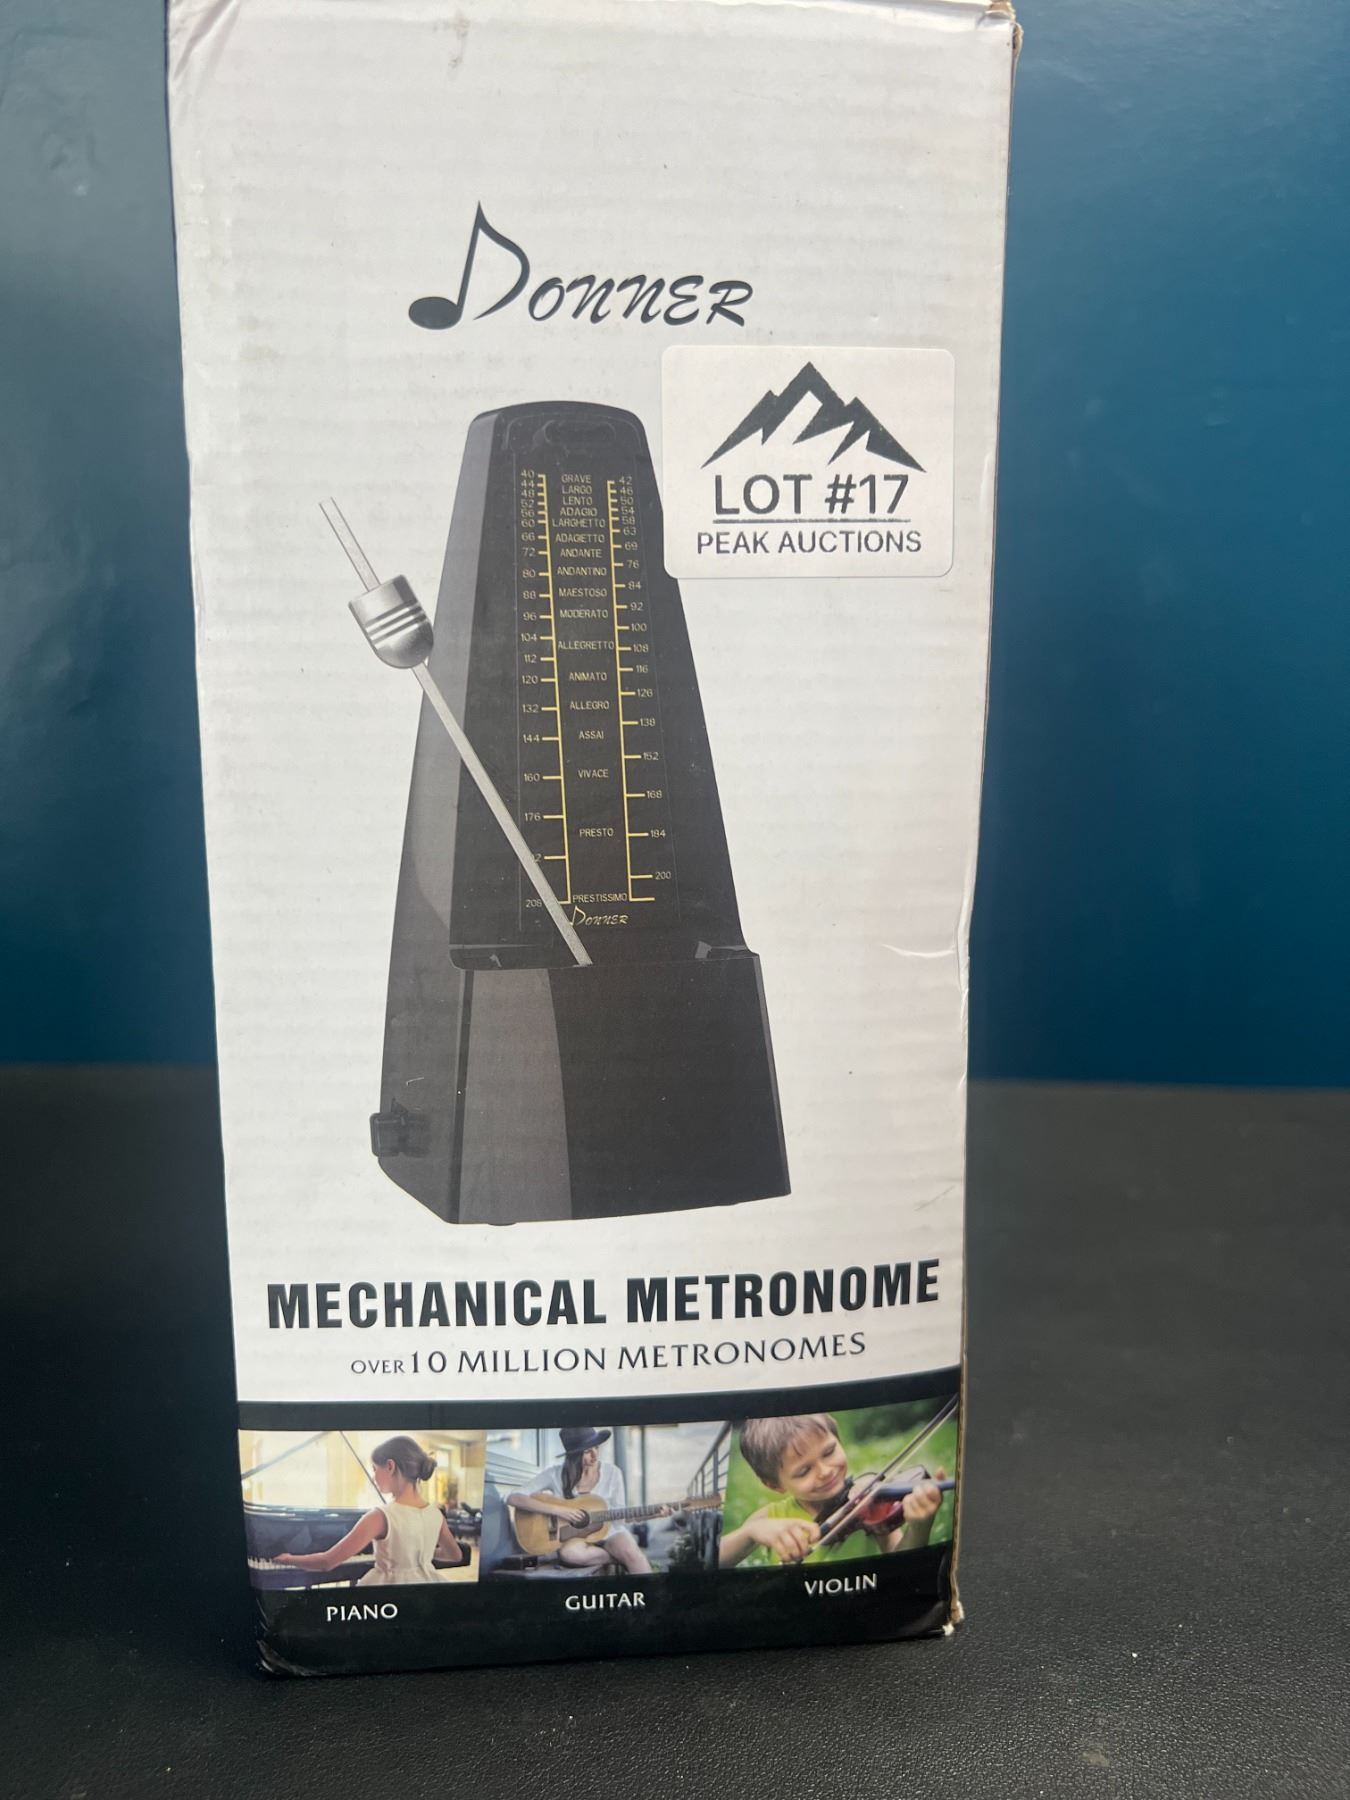 Donner
LOT #17
PEAK AUCTIONS
40 GRAVE 42
44 LARGO 46
48 LENTO 50
52 ADAGIO 54
56 LARGHETTO 58
60 63
66 ADAGIETTO 69
72 ANDANTE 76
80 ANDANTINO 84
88 MAESTOSO 92
96 MODERATO 100
104 ALLEGRETTO 108
112 116
120 ANIMATO 126
132 ALLEGRO 138
144 ASSAI 152
160 VIVACE 168
176 PRESTO 184
200
208 PRESTISSIMO
Donner
MECHANICAL METRONOME
OVER 10 MILLION METRONOMES
PIANO GUITAR VIOLIN